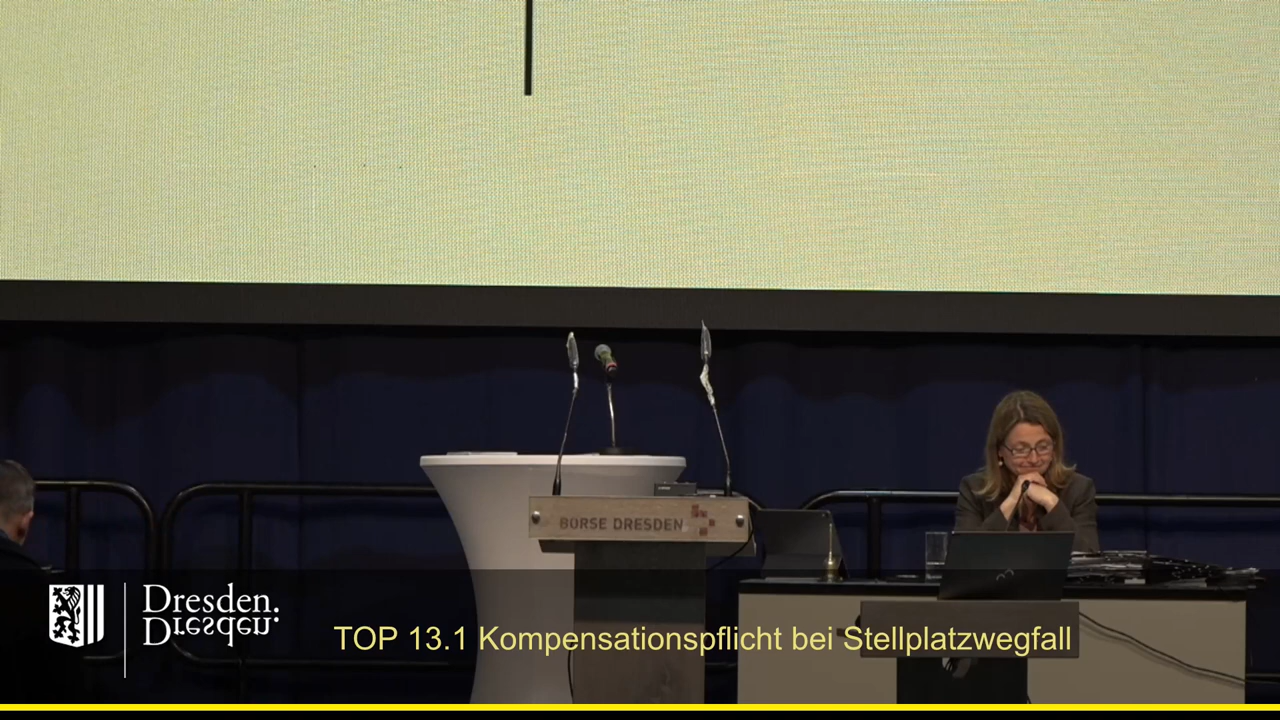 BÖRSE DRESDEN
Dresden.
Dresden.
TOP 13.1 Kompensationspflicht bei Stellplatzwegfall